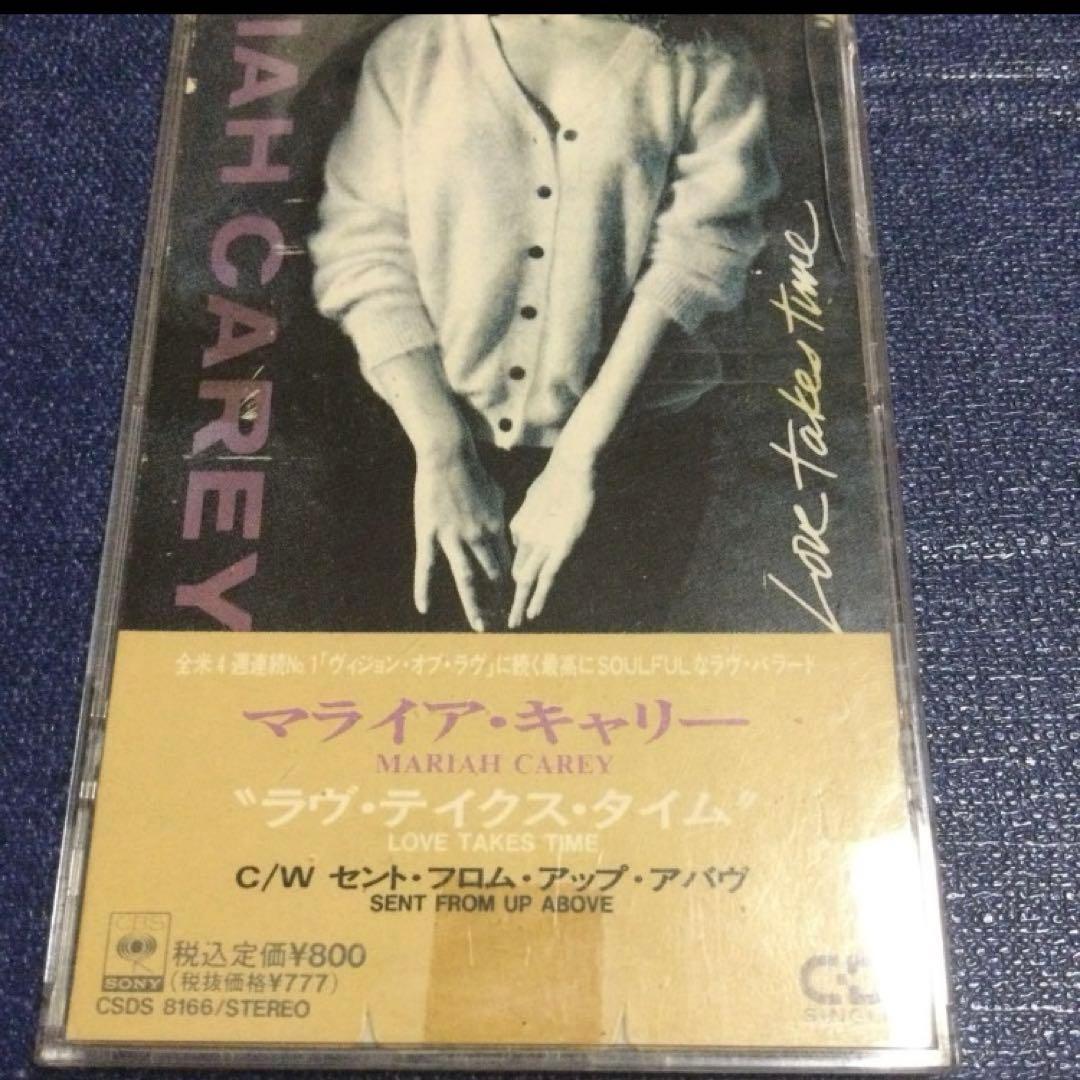 IAH CAREY
Love takes time
全米4週連続No.1「ヴィジョン・オブ・ラヴ」に続く最高にSOULFULなラヴ・バラード
マライア・キャリー
MARIAH CAREY
"ラヴ・テイクス・タイム"
LOVE TAKES TIME
C/W セント・フロム・アップ・アバヴ
SENT FROM UP ABOVE
CBS
SONY
税込定価¥800
(税抜価格¥777)
CSDS 8166/STEREO
CD
SINGL